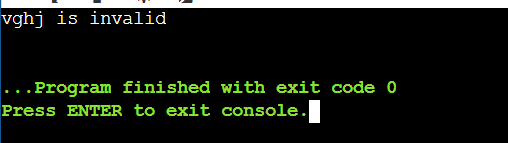 vghj is invalid
...Program finished with exit code 0
Press ENTER to exit console.